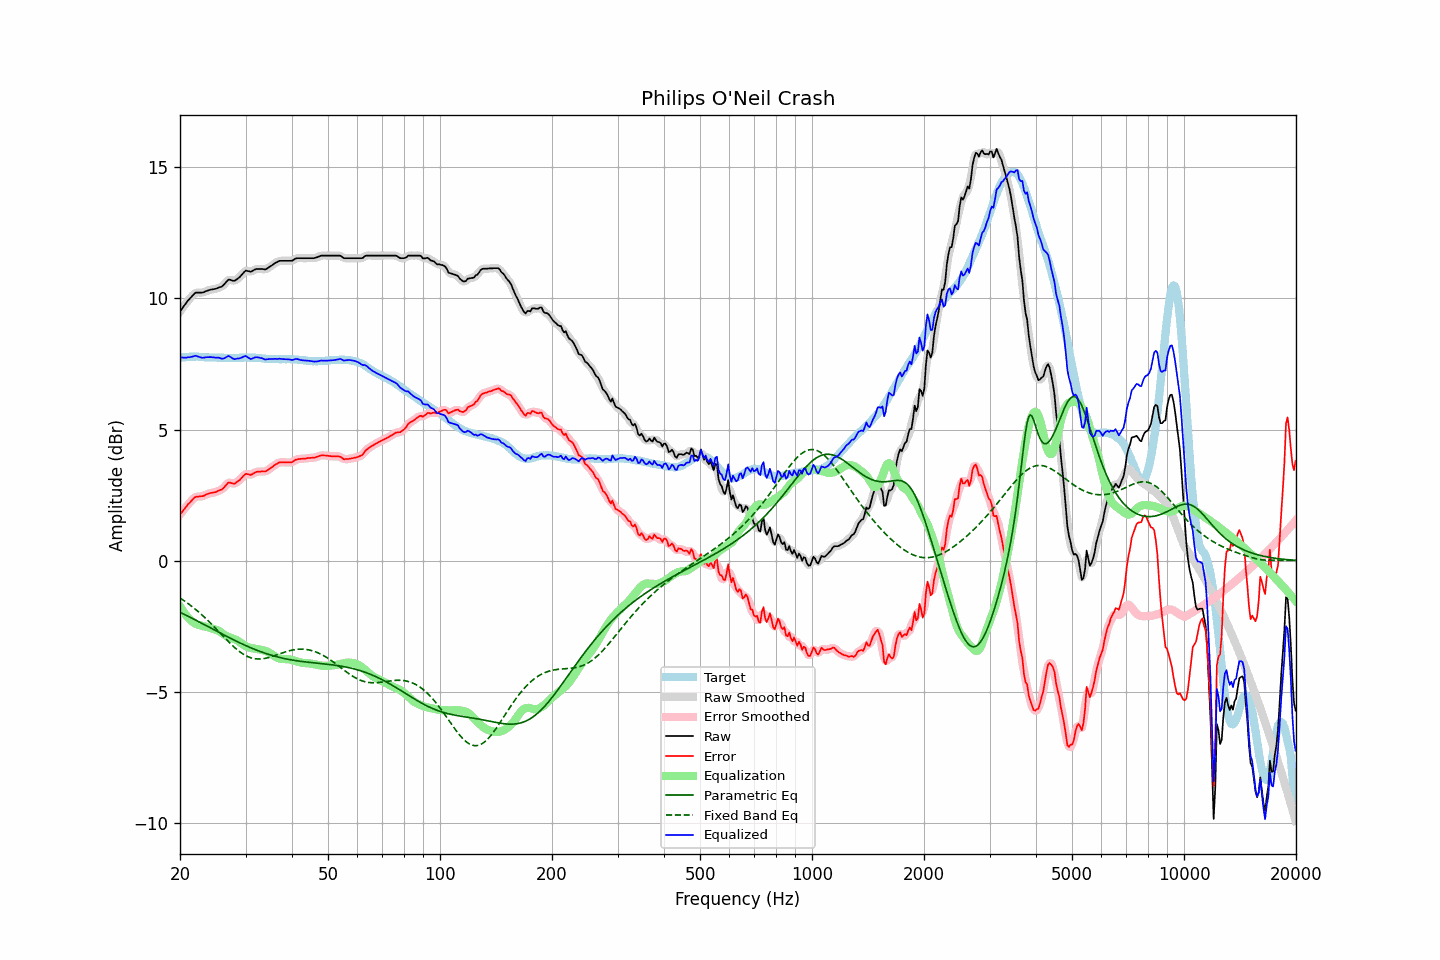 Philips O'Neil Crash
Amplitude (dBr)
15
10
5
0
−5
−10
Target
Raw Smoothed
Error Smoothed
Raw
Error
Equalization
Parametric Eq
Fixed Band Eq
Equalized
20 50 100 200 500 1000 2000 5000 10000 20000
Frequency (Hz)